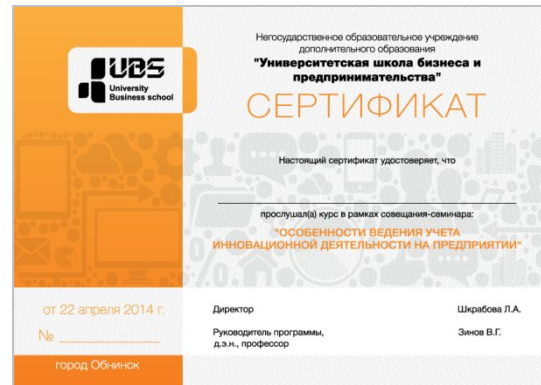 UBS
University
Business school
Негосударственное образовательное учреждение
дополнительного образования
"Университетская школа бизнеса и
предпринимательства"
СЕРТИФИКАТ
Настоящий сертификат удостоверяет, что
прослушал(а) курс в рамках совещания-семинара:
"ОСОБЕННОСТИ ВЕДЕНИЯ УЧЕТА
ИННОВАЦИОННОЙ ДЕЯТЕЛЬНОСТИ НА ПРЕДПРИЯТИИ"
от 22 апреля 2014 г.
№
город Обнинск
Директор Шкрабова Л.А.
Руководитель программы, Зинов В.Г.
д.э.н., профессор